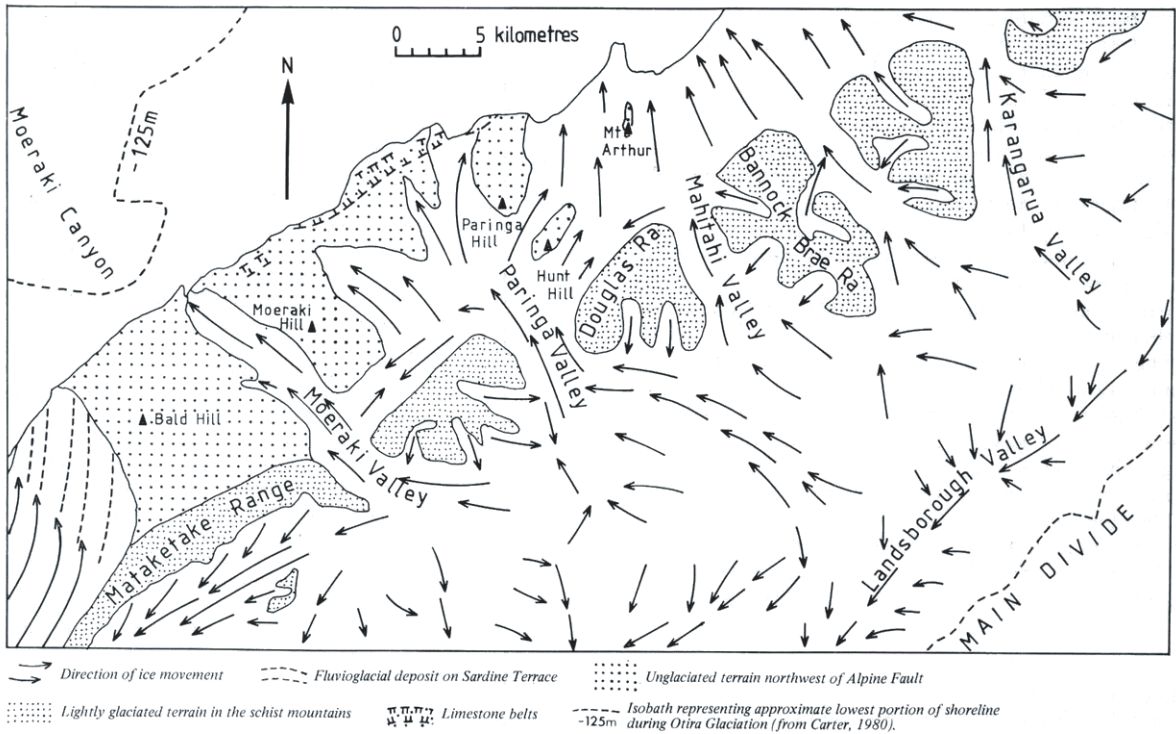 0 5 kilometres
N
Moeraki Canyon
-125m
Mt
Arthur
Paringa
Hill
Hunt
Hill
Moeraki
Hill
Bald Hill
Mataketake Range
Moeraki Valley
Paringa Valley
Douglas Ra
Mahitahi Valley
Bannock Brae Ra
Karangarua Valley
Landsborough Valley
MAIN DIVIDE
Direction of ice movement
Fluvioglacial deposit on Sardine Terrace
Unglaciated terrain northwest of Alpine Fault
Lightly glaciated terrain in the schist mountains
Limestone belts
-125m
Isobath representing approximate lowest portion of shoreline
during Otira Glaciation (from Carter, 1980).